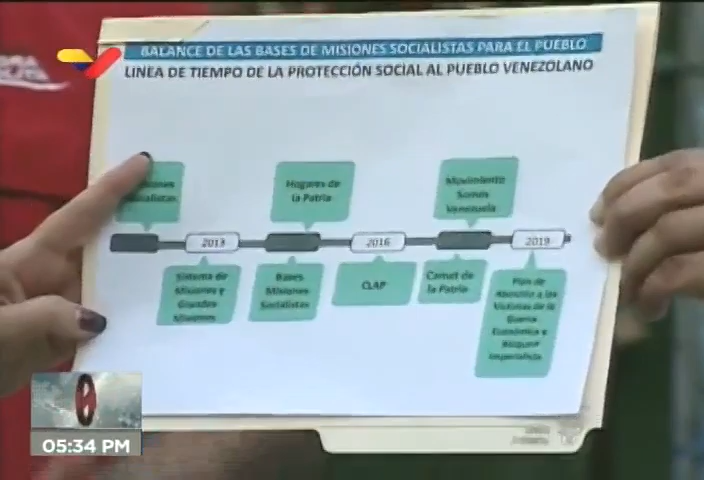 BALANCE DE LAS BASES DE MISIONES SOCIALISTAS PARA EL PUEBLO
LINEA DE TIEMPO DE LA PROTECCIÓN SOCIAL AL PUEBLO VENEZOLANO
Hogares de
la Patria
Movimiento
Somos
Venezuela
2013
2016
2019
Sistema de
Misiones y
Grandes
Misiones
Bases
Misiones
Socialistas
CLAP
Carnet de
la Patria
Plan de
Atención a las
Víctimas de la
Guerra
Económica y
Bloqueo
Imperialista
05:34 PM